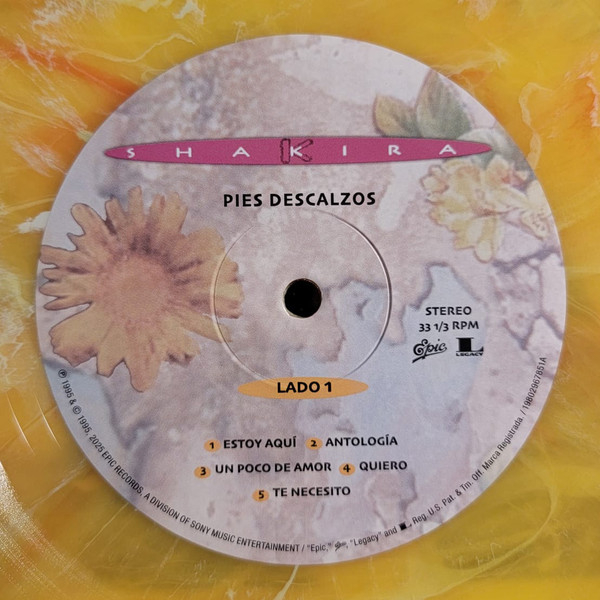 SHAKIRA
PIES DESCALZOS
STEREO
33 1/3 RPM
Epic
L
LEGACY
LADO 1
1 ESTOY AQUÍ 2 ANTOLOGÍA
3 UN POCO DE AMOR 4 QUIERO
5 TE NECESITO
℗ 1995 & © 1995, 2025 EPIC RECORDS, A DIVISION OF SONY MUSIC ENTERTAINMENT / "Epic," Epic, "Legacy" and L Reg. U.S. Pat. & Tm. Off. Marca Registrada. / 19802967851A